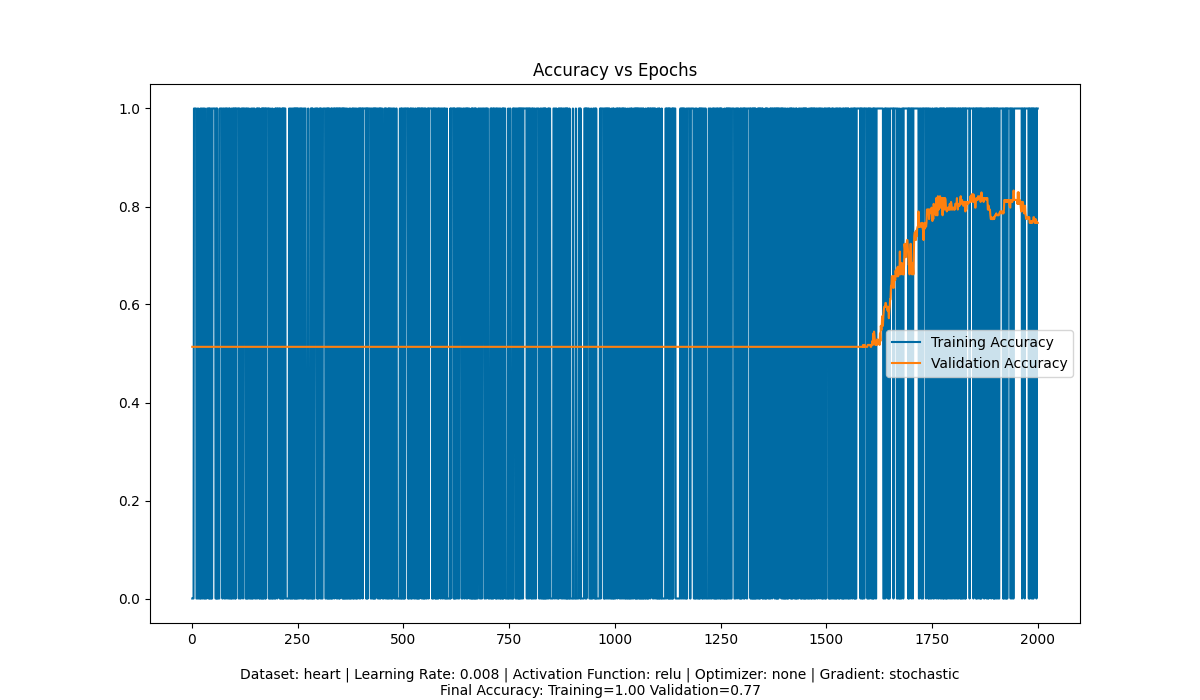 Accuracy vs Epochs
1.0
0.8
0.6
0.4
0.2
0.0
Training Accuracy
Validation Accuracy
0 250 500 750 1000 1250 1500 1750 2000
Dataset: heart | Learning Rate: 0.008 | Activation Function: relu | Optimizer: none | Gradient: stochastic
Final Accuracy: Training=1.00 Validation=0.77